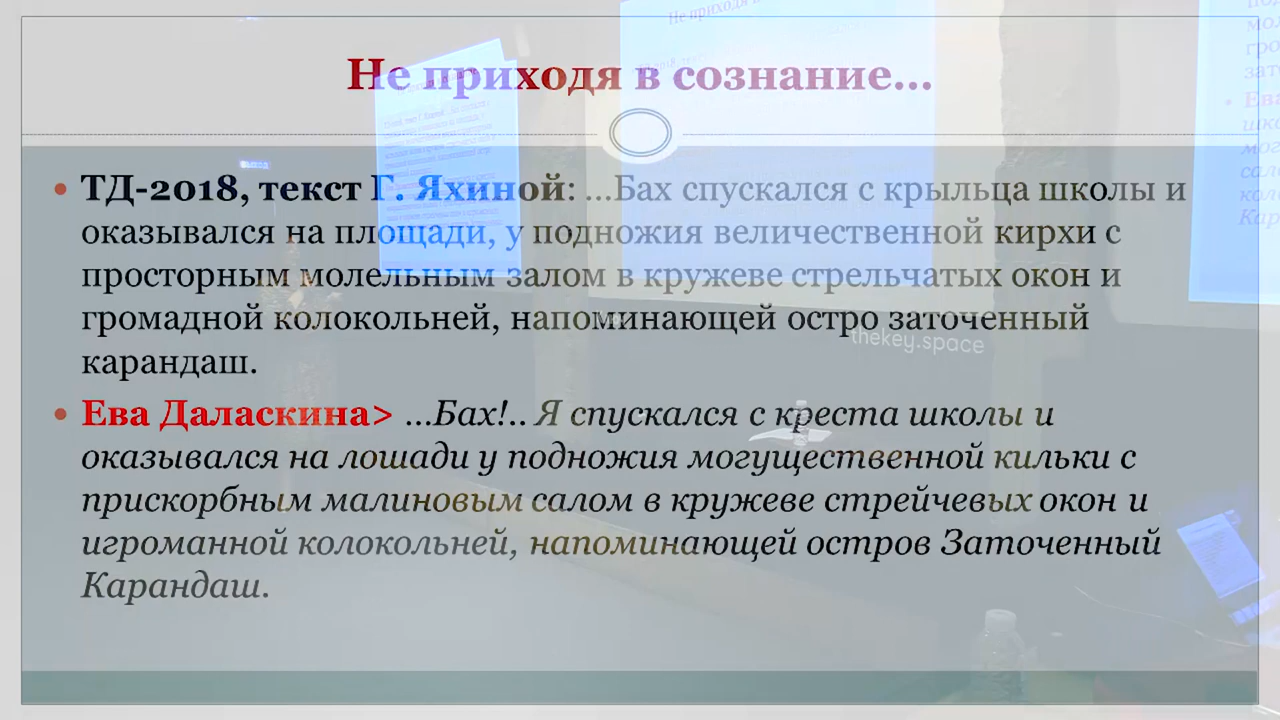 Не приходя в сознание...
• ТД-2018, текст Г. Яхиной: ...Бах спускался с крыльца школы и
оказывался на площади, у подножия величественной кирхи с
просторным молельным залом в кружеве стрельчатых окон и
громадной колокольней, напоминающей остро заточенный
карандаш.
• Ева Даласкина> ...Бах!.. Я спускался с креста школы и
оказывался на лошади у подножия могущественной кильки с
прискорбным малиновым салом в кружеве стрейчевых окон и
игроманной колокольней, напоминающей остров Заточенный
Карандаш.
thekey.space